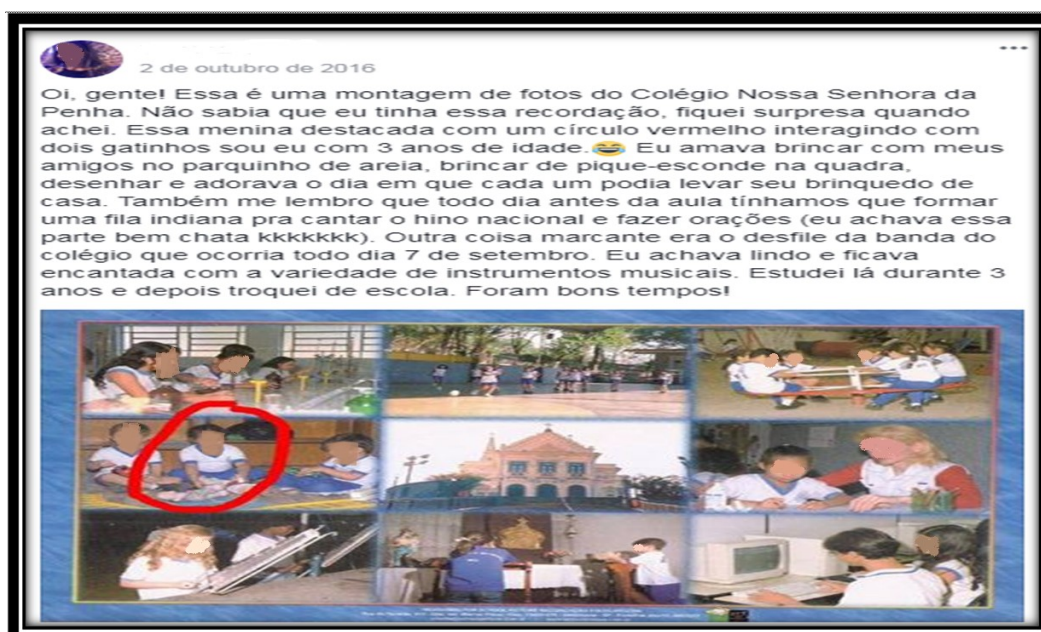 2 de outubro de 2016
Oi, gente! Essa é uma montagem de fotos do Colégio Nossa Senhora da
Penha. Não sabia que eu tinha essa recordação, fiquei surpresa quando
achei. Essa menina destacada com um círculo vermelho interagindo com
dois gatinhos sou eu com 3 anos de idade.😂 Eu amava brincar com meus
amigos no parquinho de areia, brincar de pique-esconde na quadra,
desenhar e adorava o dia em que cada um podia levar seu brinquedo de
casa. Também me lembro que todo dia antes da aula tínhamos que formar
uma fila indiana pra cantar o hino nacional e fazer orações (eu achava essa
parte bem chata kkkkkkk). Outra coisa marcante era o desfile da banda do
colégio que ocorria todo dia 7 de setembro. Eu achava lindo e ficava
encantada com a variedade de instrumentos musicais. Estudei lá durante 3
anos e depois troquei de escola. Foram bons tempos!